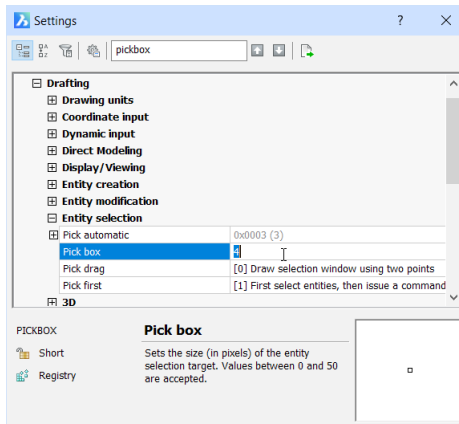 Settings
?
pickbox
Drafting
Drawing units
Coordinate input
Dynamic input
Direct Modeling
Display/Viewing
Entity creation
Entity modification
Entity selection
Pick automatic 0x0003 (3)
Pick box 4
Pick drag [0] Draw selection window using two points
Pick first [1] First select entities, then issue a command
3D
PICKBOX
Short
Registry
Pick box
Sets the size (in pixels) of the entity
selection target. Values between 0 and 50
are accepted.